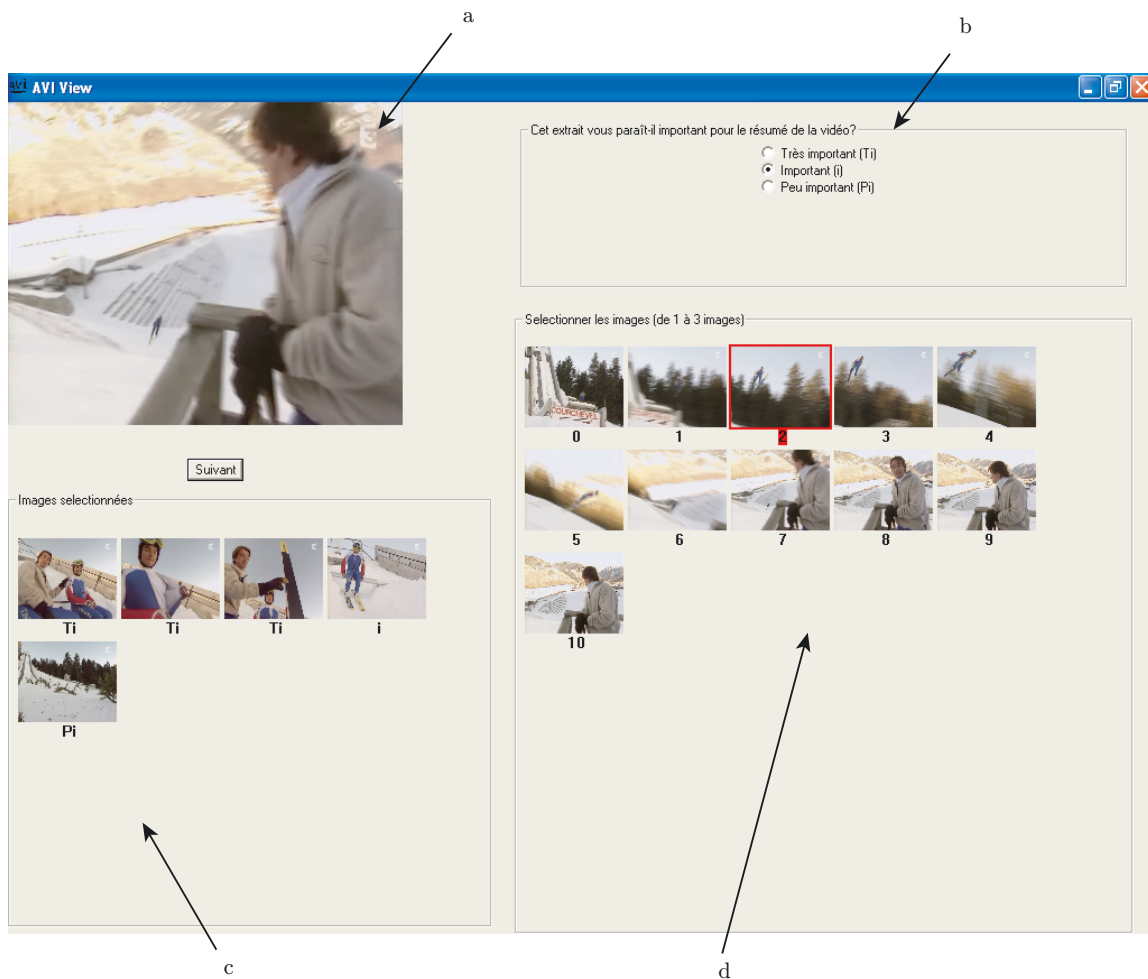 a
b
AVI View
Cet extrait vous paraît-il important pour le résumé de la vidéo?
Très important (Ti)
Important (i)
Peu important (Pi)
Selectionner les images (de 1 à 3 images)
COURCHEVEL
0 1 2 3 4
Suivant
Images selectionnées
5 6 7 8 9
Ti Ti Ti i
10
Pi
c
d